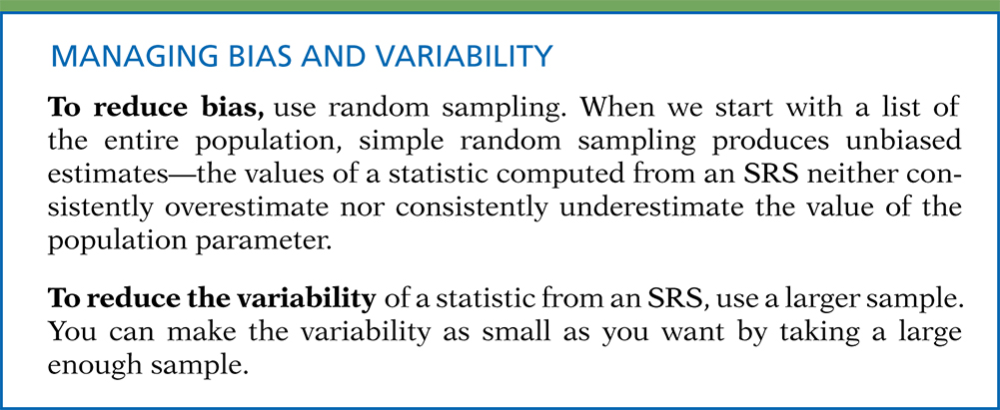 MANAGING BIAS AND VARIABILITY
To reduce bias, use random sampling. When we start with a list of
the entire population, simple random sampling produces unbiased
estimates—the values of a statistic computed from an SRS neither con-
sistently overestimate nor consistently underestimate the value of the
population parameter.
To reduce the variability of a statistic from an SRS, use a larger sample.
You can make the variability as small as you want by taking a large
enough sample.